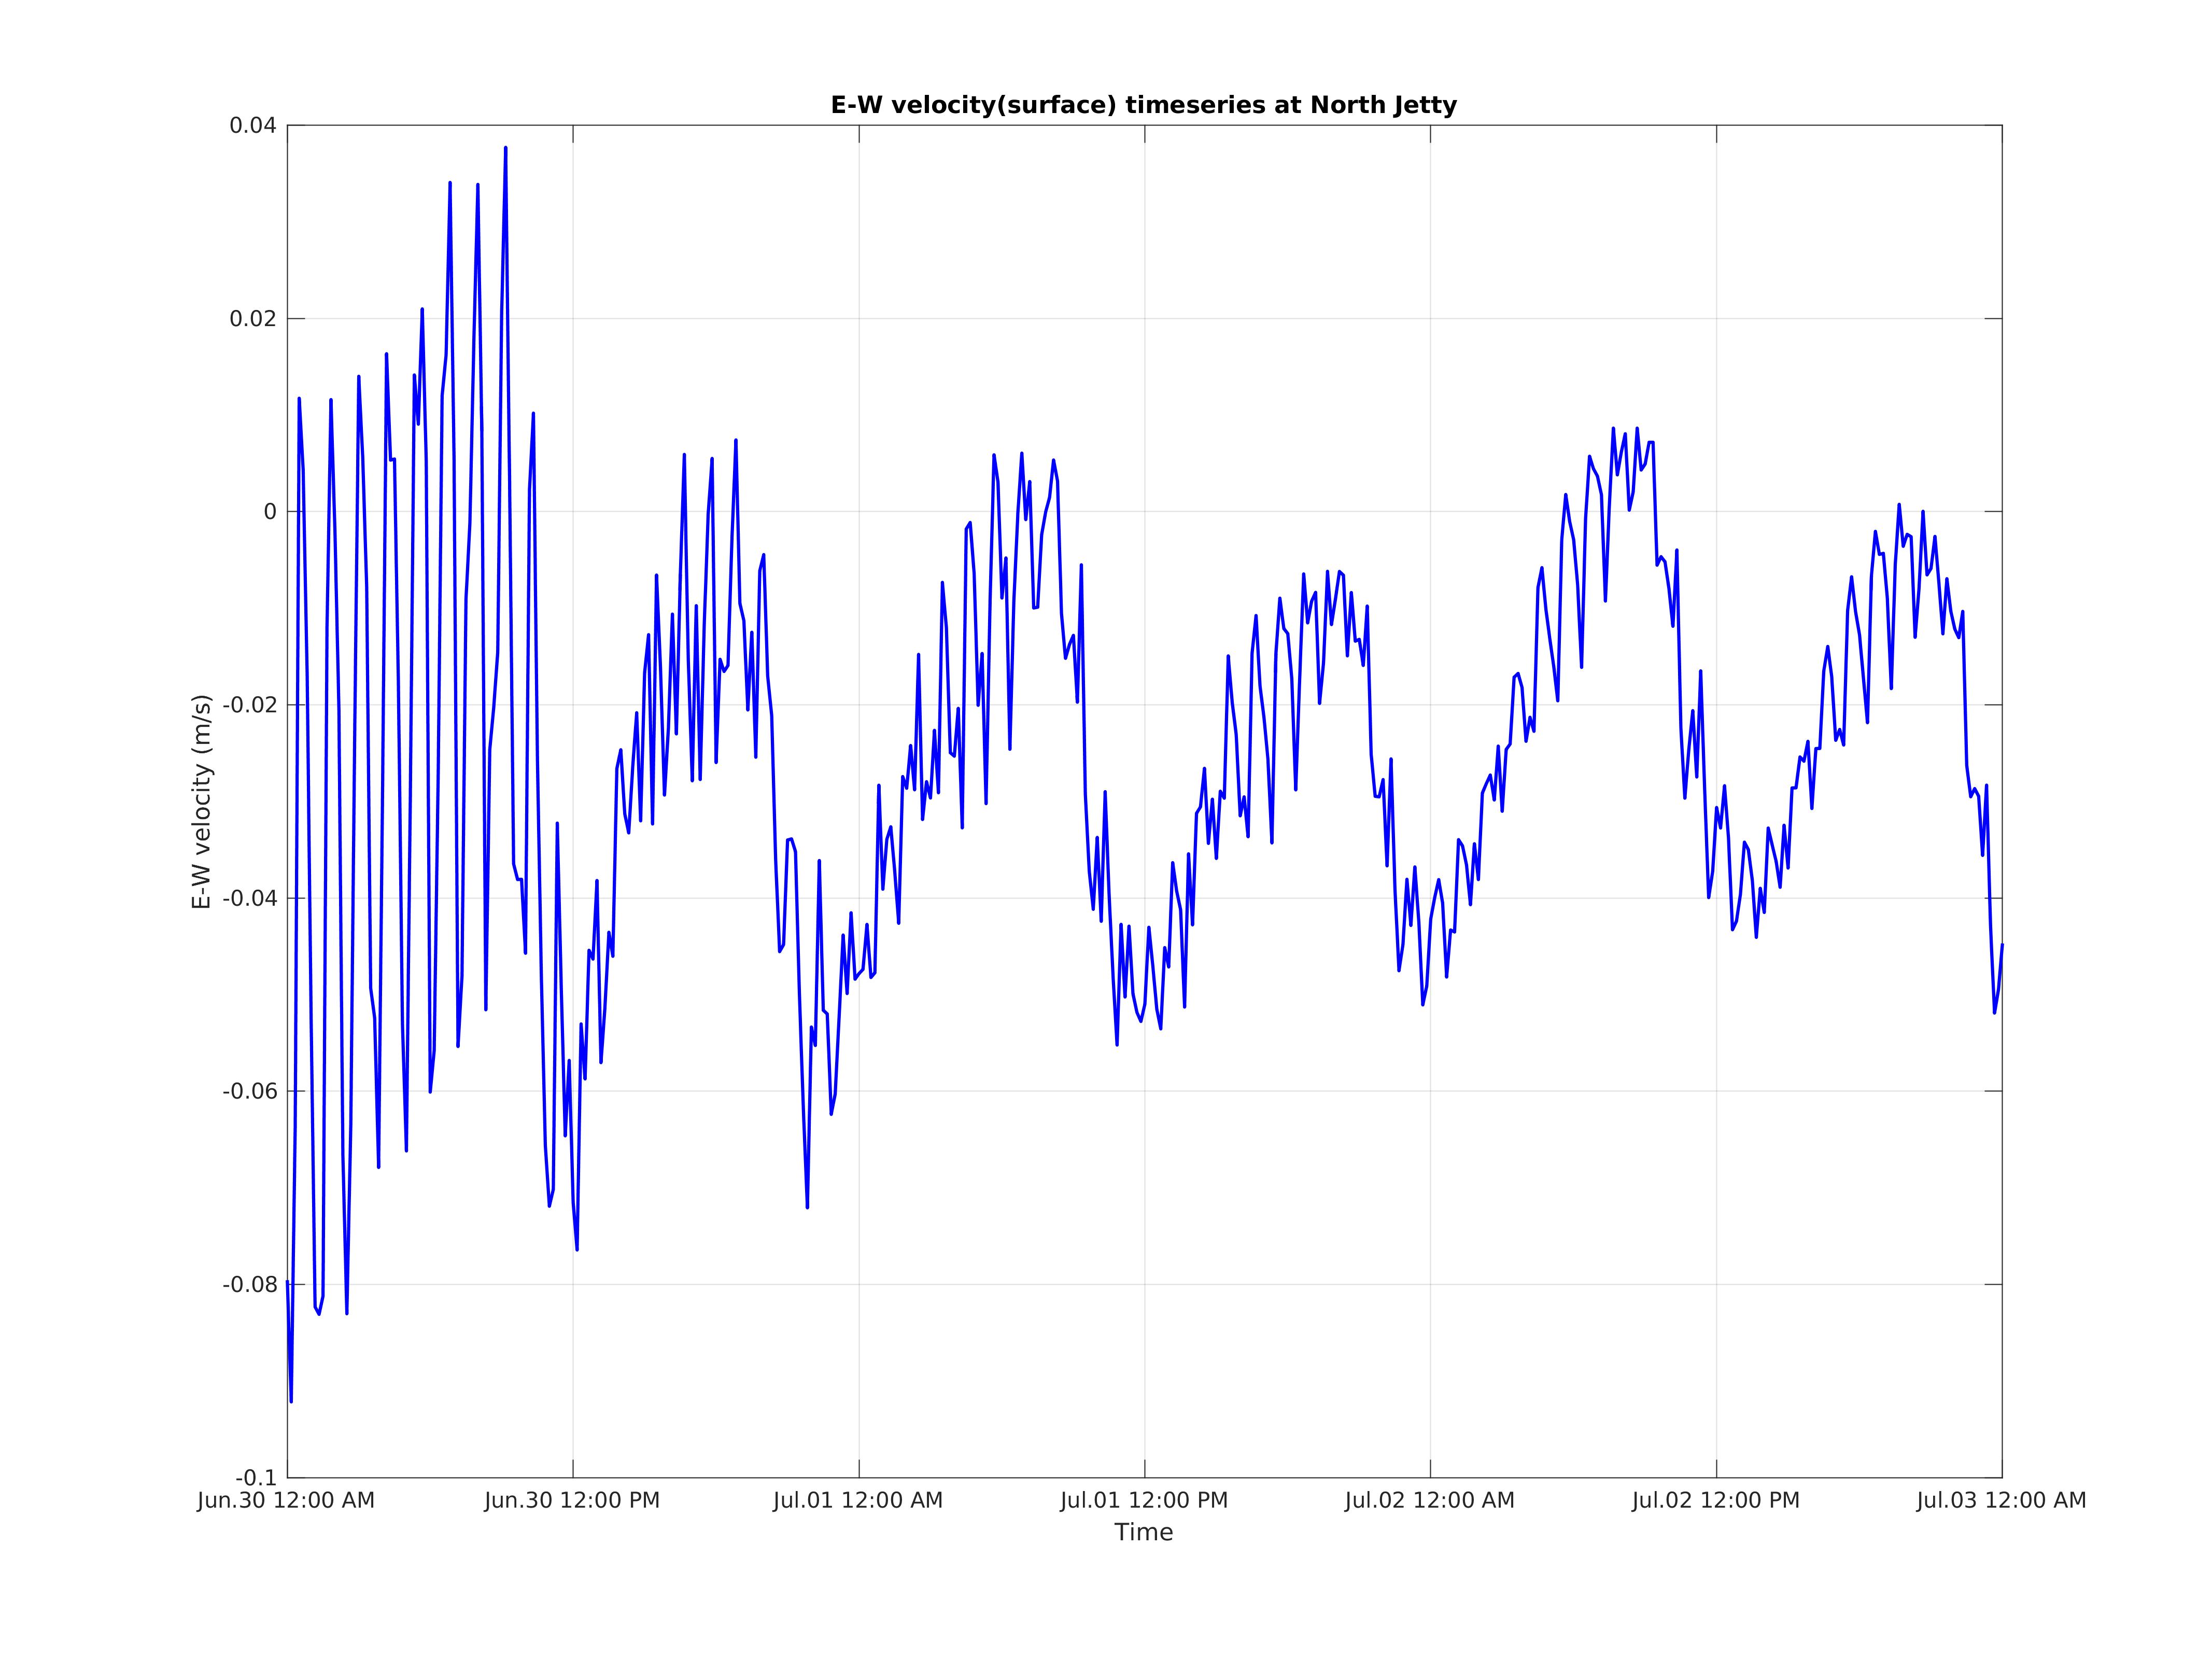 E-W velocity(surface) timeseries at North Jetty
0.04
0.02
0
-0.02
-0.04
-0.06
-0.08
-0.1
E-W velocity (m/s)
Jun.30 12:00 AM Jun.30 12:00 PM Jul.01 12:00 AM Jul.01 12:00 PM Jul.02 12:00 AM Jul.02 12:00 PM Jul.03 12:00 AM
Time